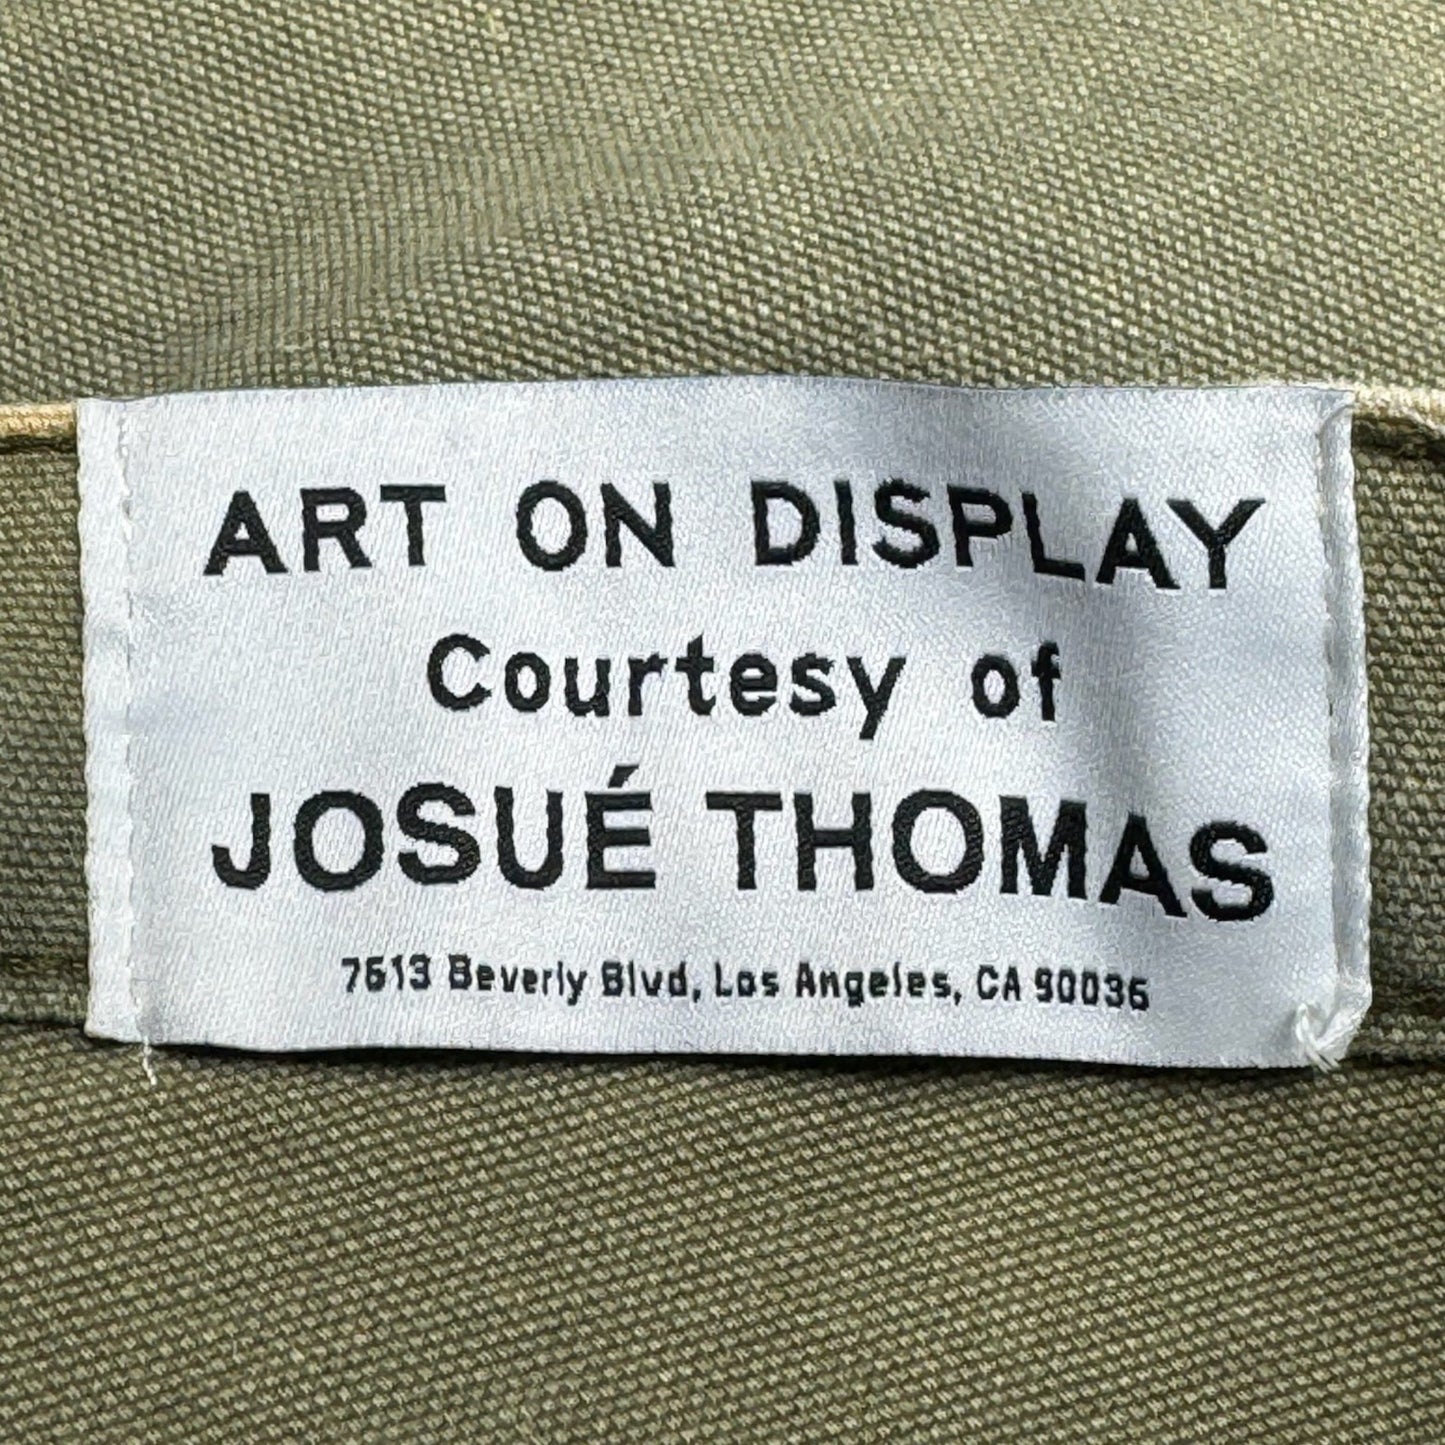 ART ON DISPLAY
Courtesy of
JOSUÉ THOMAS
7613 Beverly Blvd, Los Angeles, CA 90036